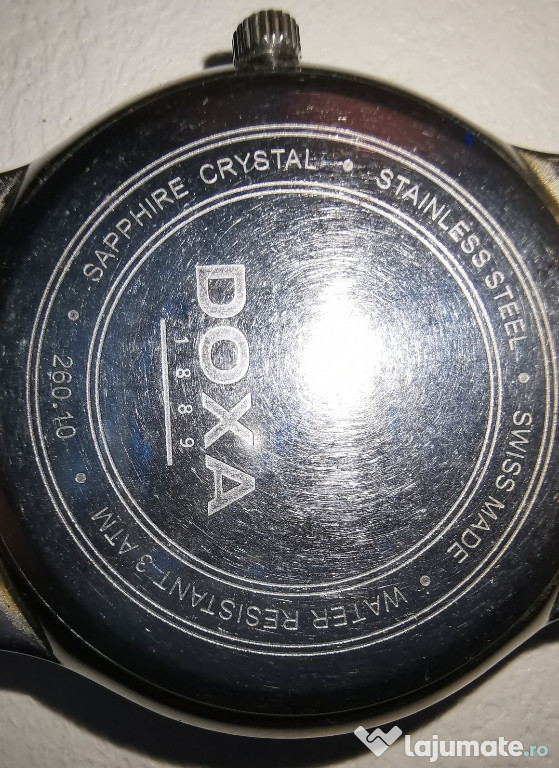 DOXA
1889
SAPPHIRE CRYSTAL • STAINLESS STEEL • SWISS MADE • WATER RESISTANT 3 ATM • 260.10 •
lajumate.ro